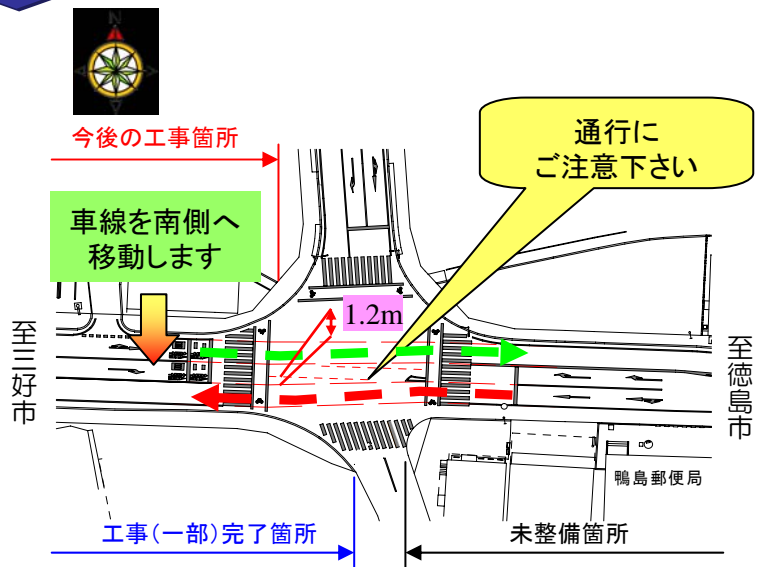 N
今後の工事箇所
通行に
ご注意下さい
車線を南側へ
移動します
1.2m
至三好市
至徳島市
鴨島郵便局
工事(一部)完了箇所
未整備箇所